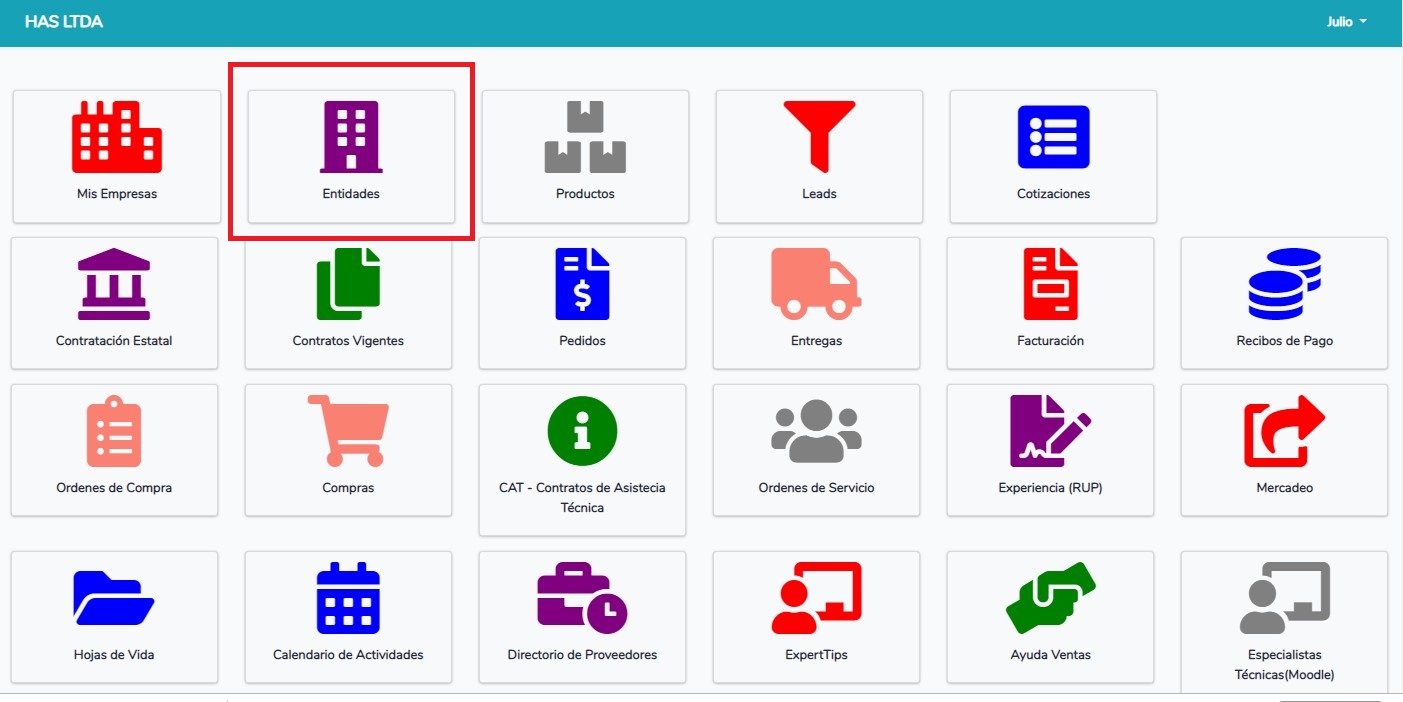 HAS LTDA
Julio
Mis Empresas
Entidades
Productos
Leads
Cotizaciones
Contratación Estatal
Contratos Vigentes
Pedidos
Entregas
Facturación
Recibos de Pago
Ordenes de Compra
Compras
CAT - Contratos de Asistecia
Técnica
Ordenes de Servicio
Experiencia (RUP)
Mercadeo
Hojas de Vida
Calendario de Actividades
Directorio de Proveedores
ExpertTips
Ayuda Ventas
Especialistas
Técnicas(Moodle)